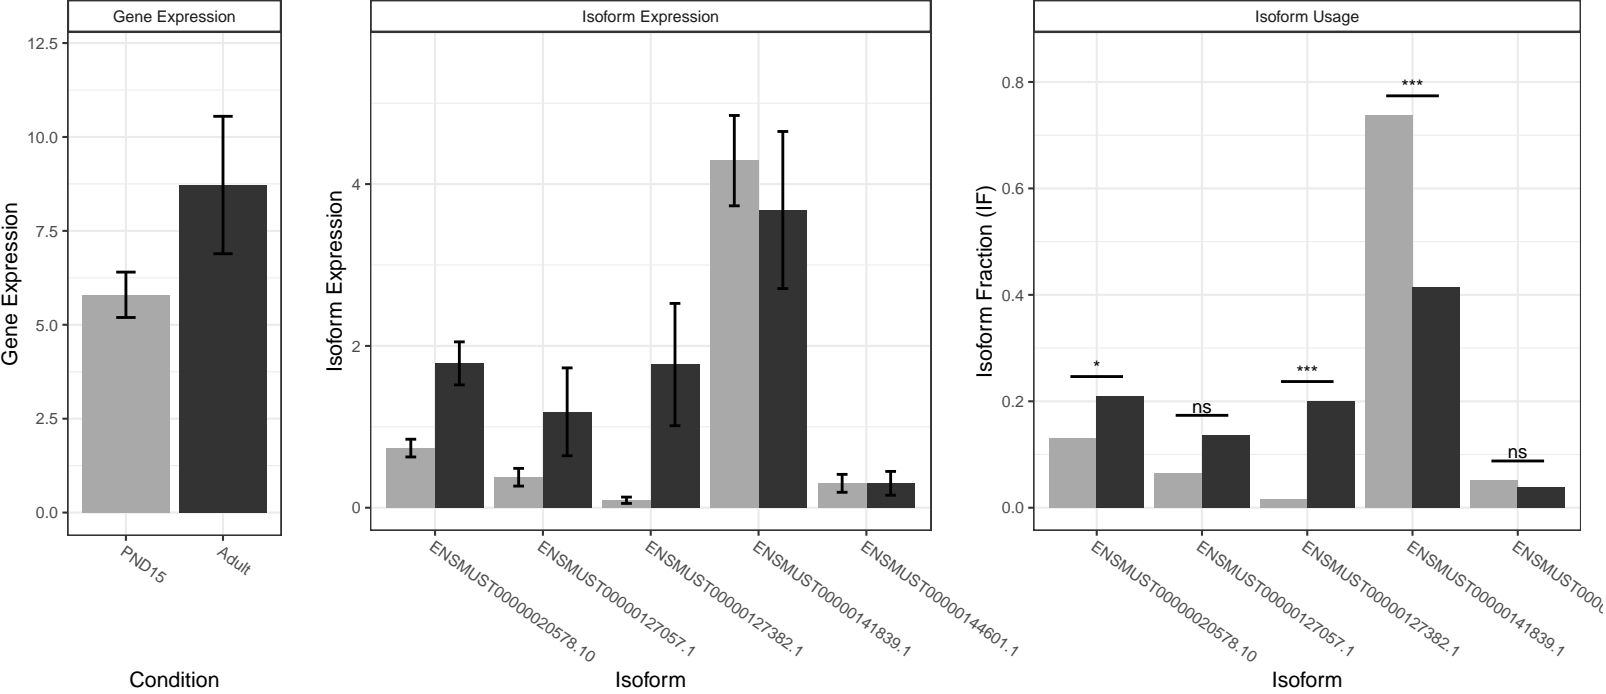 Gene Expression
Isoform Expression
Isoform Usage
Gene Expression
12.5
10.0
7.5
5.0
2.5
0.0
PND15
Adult
Condition
Isoform Expression
4
2
0
ENSMUST00000020578.10
ENSMUST00000127057.1
ENSMUST00000127382.1
ENSMUST00000141839.1
ENSMUST00000144601.1
Isoform
Isoform Fraction (IF)
0.8
0.6
0.4
0.2
0.0
*
ns
***
***
ns
ENSMUST00000020578.10
ENSMUST00000127057.1
ENSMUST00000127382.1
ENSMUST00000141839.1
Isoform